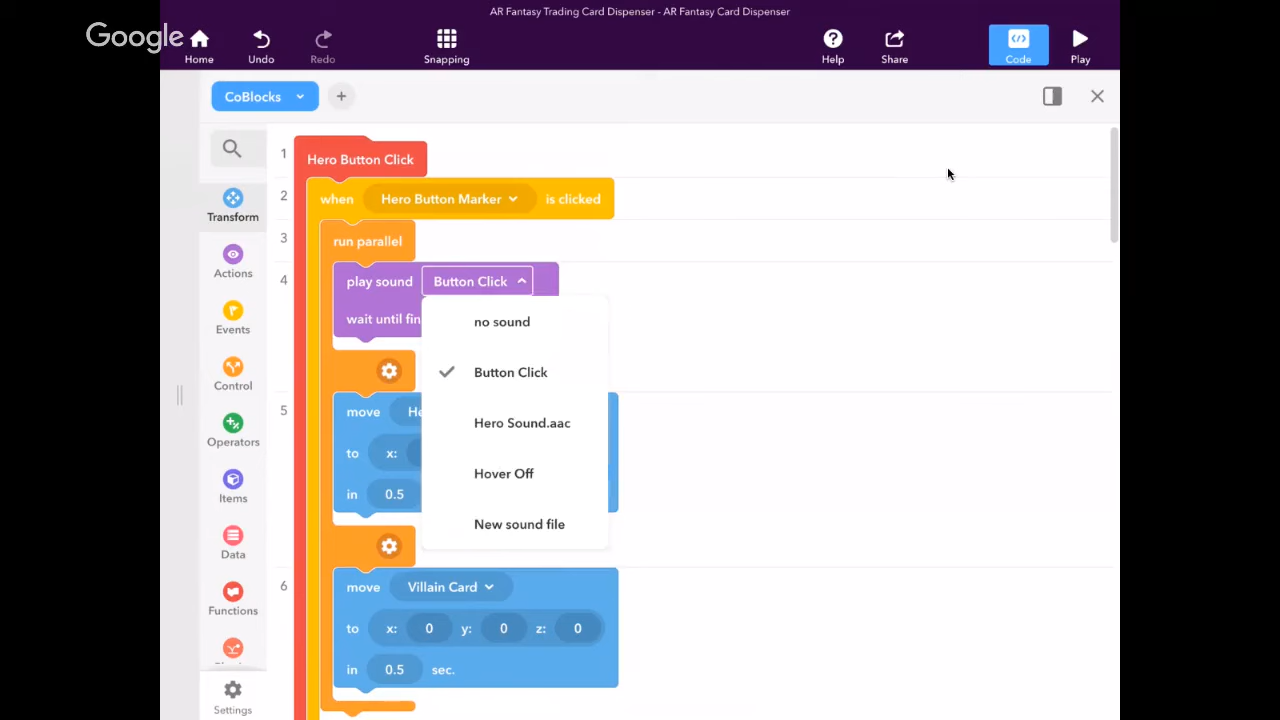 AR Fantasy Trading Card Dispenser - AR Fantasy Card Dispenser
Google
Home
Undo
Redo
Snapping
Help
Share
Code
Play
CoBlocks
Transform
Actions
Events
Control
Operators
Items
Data
Functions
Settings
1
Hero Button Click
2
when Hero Button Marker is clicked
3
run parallel
4
play sound Button Click
wait until fin
no sound
Button Click
Hero Sound.aac
Hover Off
New sound file
5
move He
to x:
in 0.5
6
move Villain Card
to x: 0 y: 0 z: 0
in 0.5 sec.